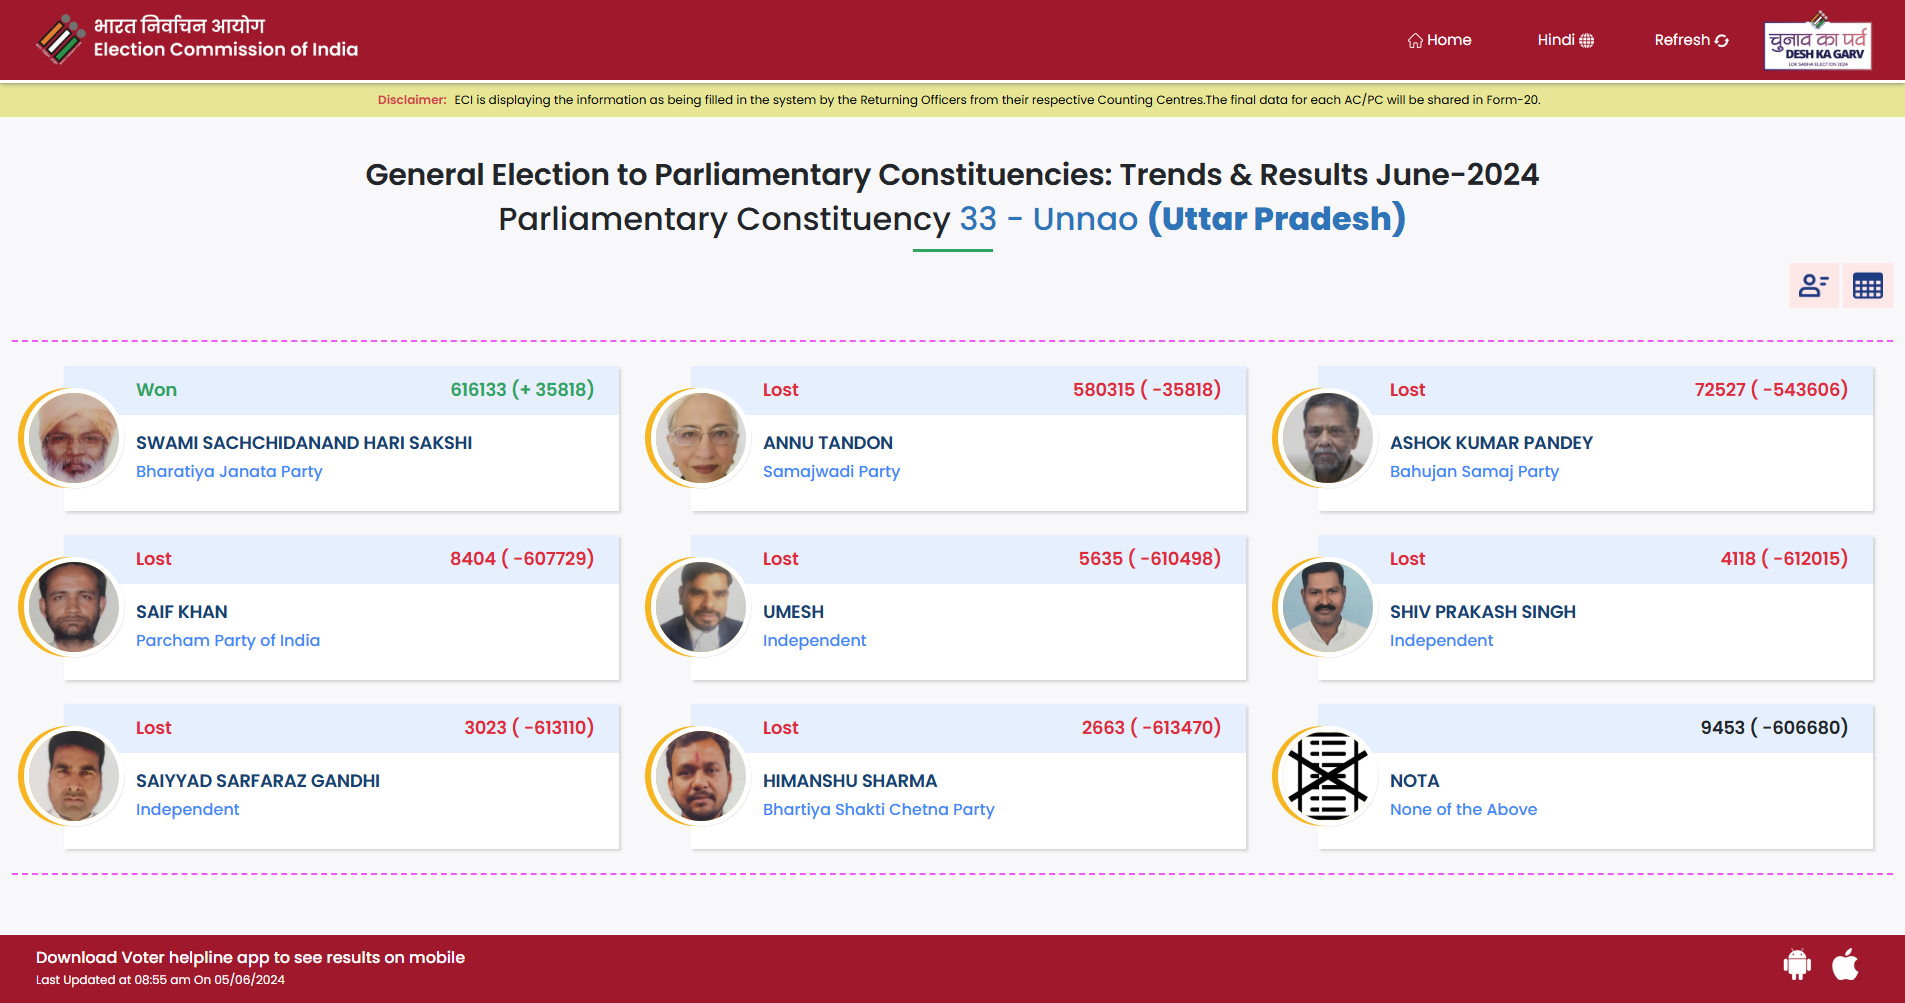 भारत निर्वाचन आयोग
Election Commission of India
Home
Hindi
Refresh
चुनाव का पर्व
DESH KA GARV
LOK SABHA ELECTION 2024
Disclaimer: ECI is displaying the information as being filled in the system by the Returning Officers from their respective Counting Centres.The final data for each AC/PC will be shared in Form-20.
General Election to Parliamentary Constituencies: Trends & Results June-2024
Parliamentary Constituency 33 - Unnao (Uttar Pradesh)
Won 616133 (+ 35818)
SWAMI SACHCHIDANAND HARI SAKSHI
Bharatiya Janata Party
Lost 580315 ( -35818)
ANNU TANDON
Samajwadi Party
Lost 72527 ( -543606)
ASHOK KUMAR PANDEY
Bahujan Samaj Party
Lost 8404 ( -607729)
SAIF KHAN
Parcham Party of India
Lost 5635 ( -610498)
UMESH
Independent
Lost 4118 ( -612015)
SHIV PRAKASH SINGH
Independent
Lost 3023 ( -613110)
SAIYYAD SARFARAZ GANDHI
Independent
Lost 2663 ( -613470)
HIMANSHU SHARMA
Bhartiya Shakti Chetna Party
9453 ( -606680)
NOTA
None of the Above
Download Voter helpline app to see results on mobile
Last Updated at 08:55 am On 05/06/2024